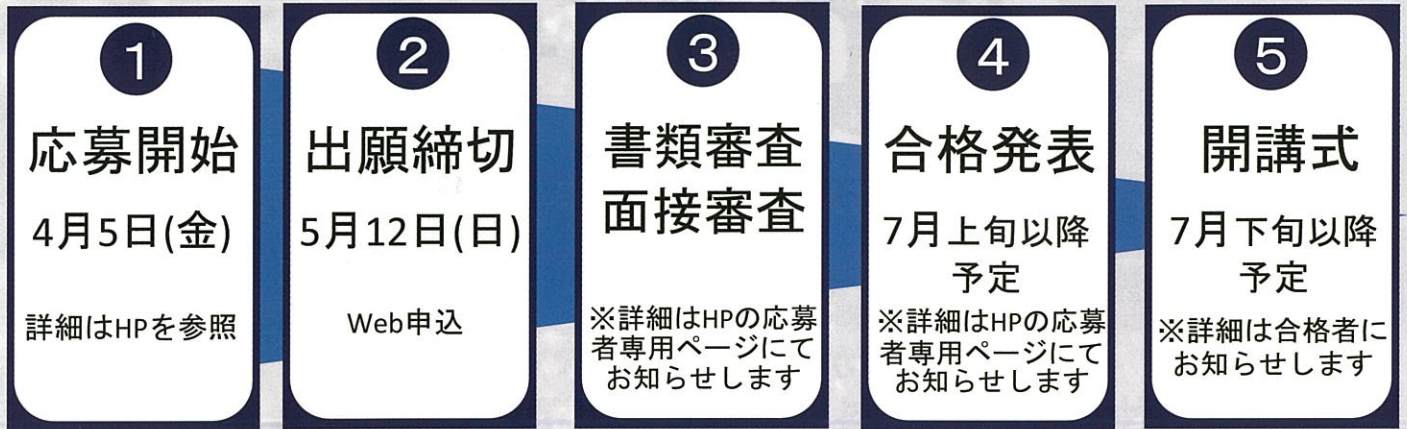 1
応募開始
4月5日(金)
詳細はHPを参照
2
出願締切
5月12日(日)
Web申込
3
書類審査
面接審査
※詳細はHPの応募
者専用ページにて
お知らせします
4
合格発表
7月上旬以降
予定
※詳細はHPの応募
者専用ページにて
お知らせします
5
開講式
7月下旬以降
予定
※詳細は合格者に
お知らせします